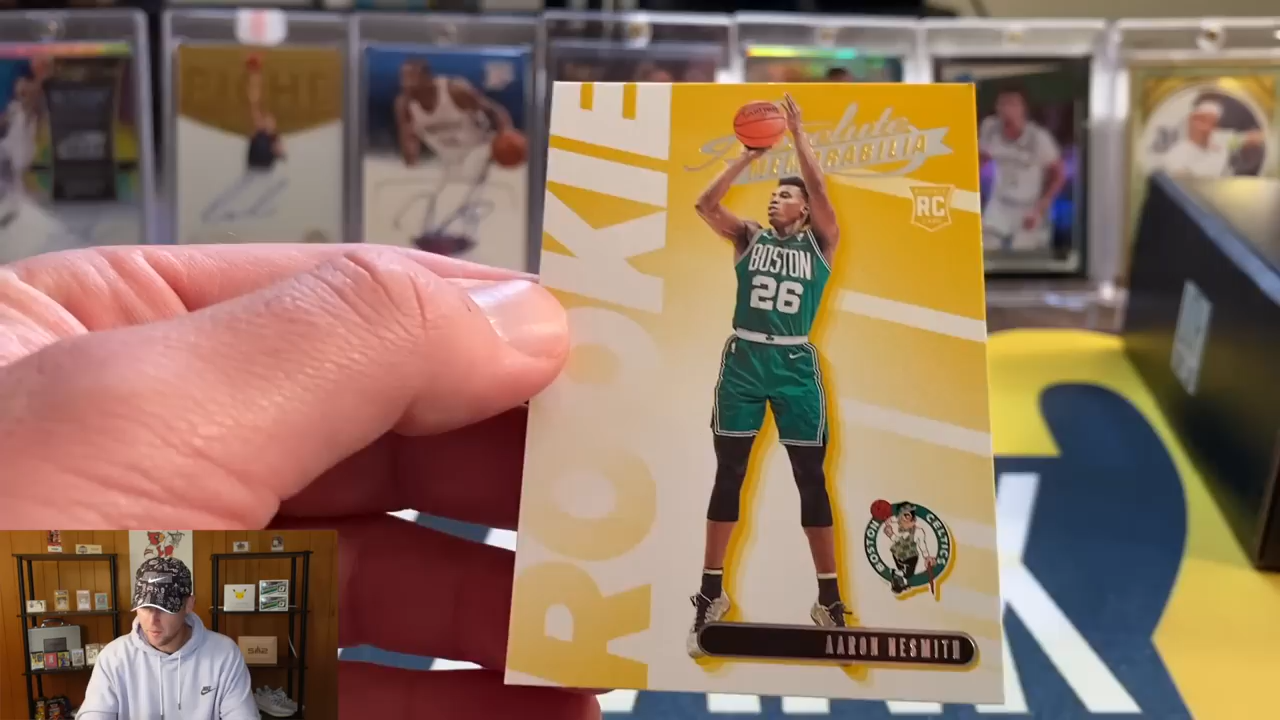 ROOKIE
Absolute
MEMORABILIA
RC
BOSTON
26
BOSTON CELTICS
AARON NESMITH